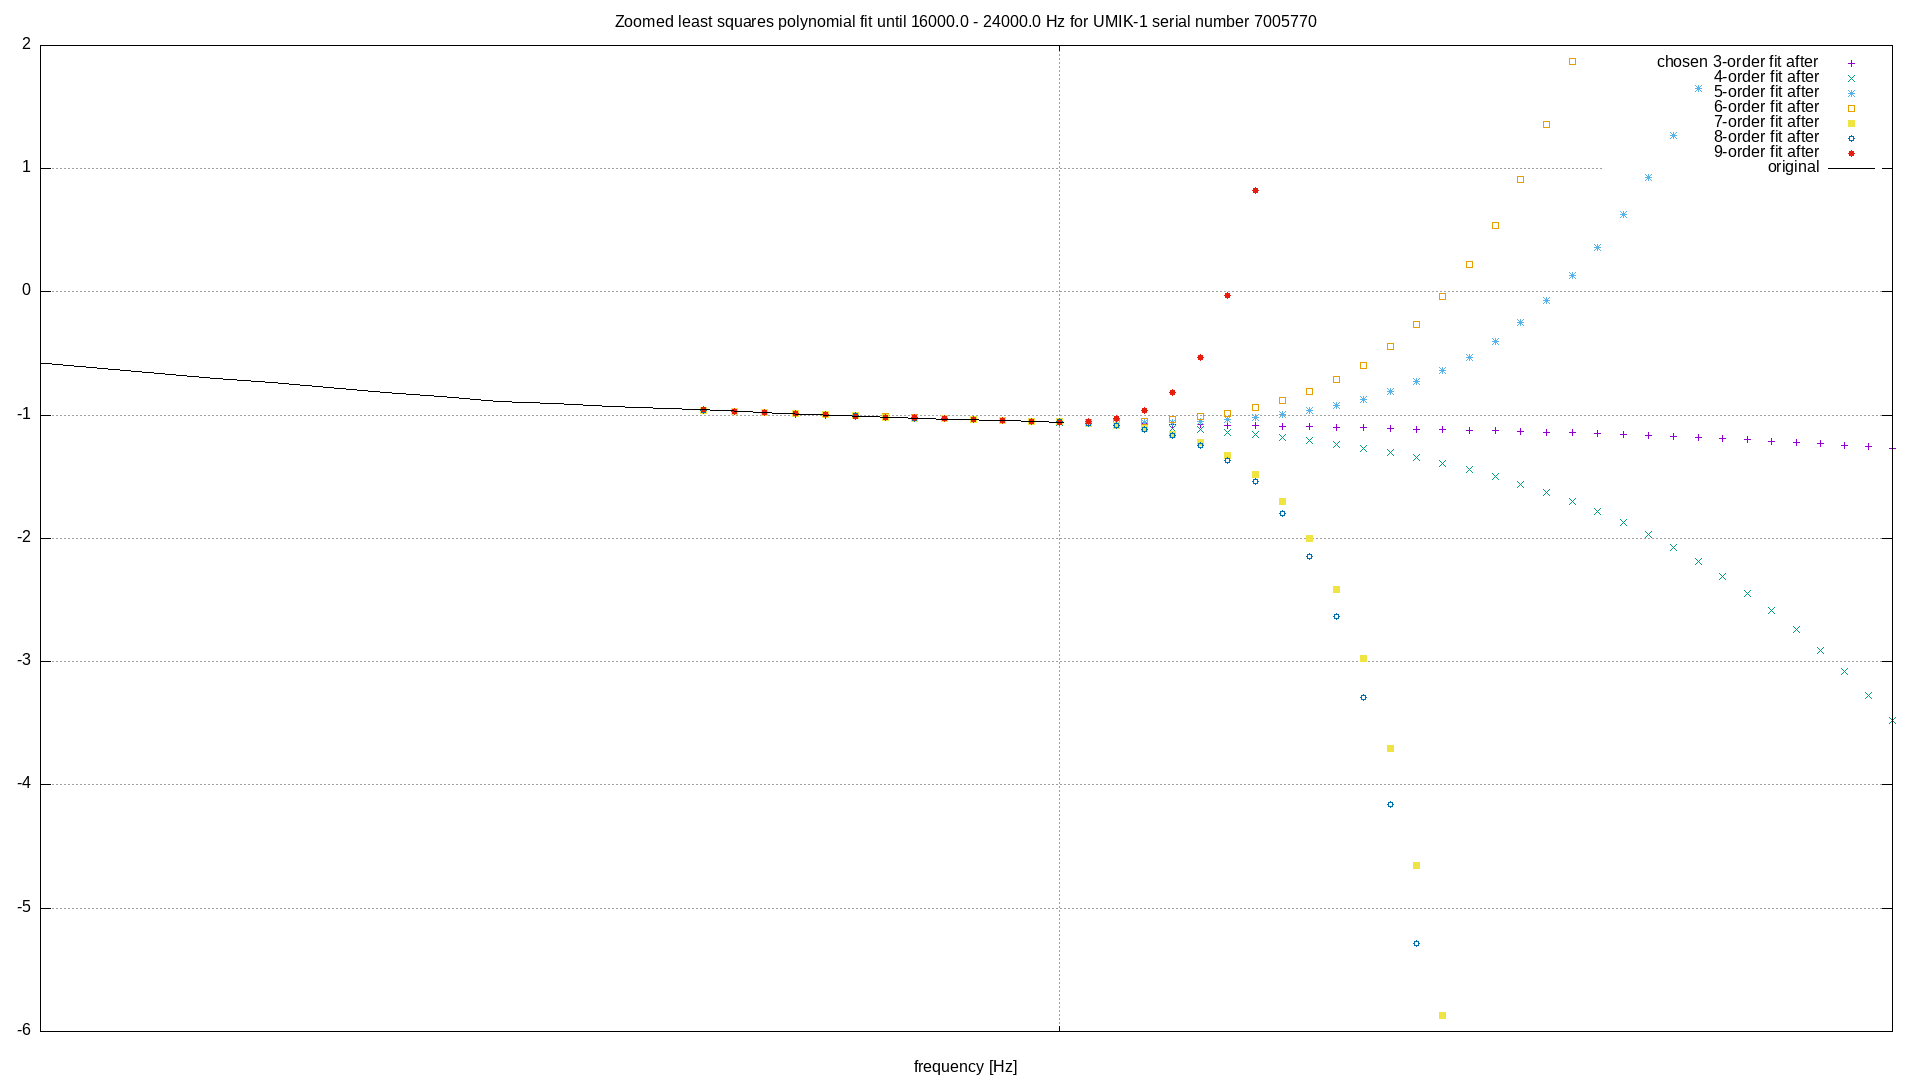 Zoomed least squares polynomial fit until 16000.0 - 24000.0 Hz for UMIK-1 serial number 7005770
2
1
0
-1
-2
-3
-4
-5
-6
chosen 3-order fit after
4-order fit after
5-order fit after
6-order fit after
7-order fit after
8-order fit after
9-order fit after
original
frequency [Hz]